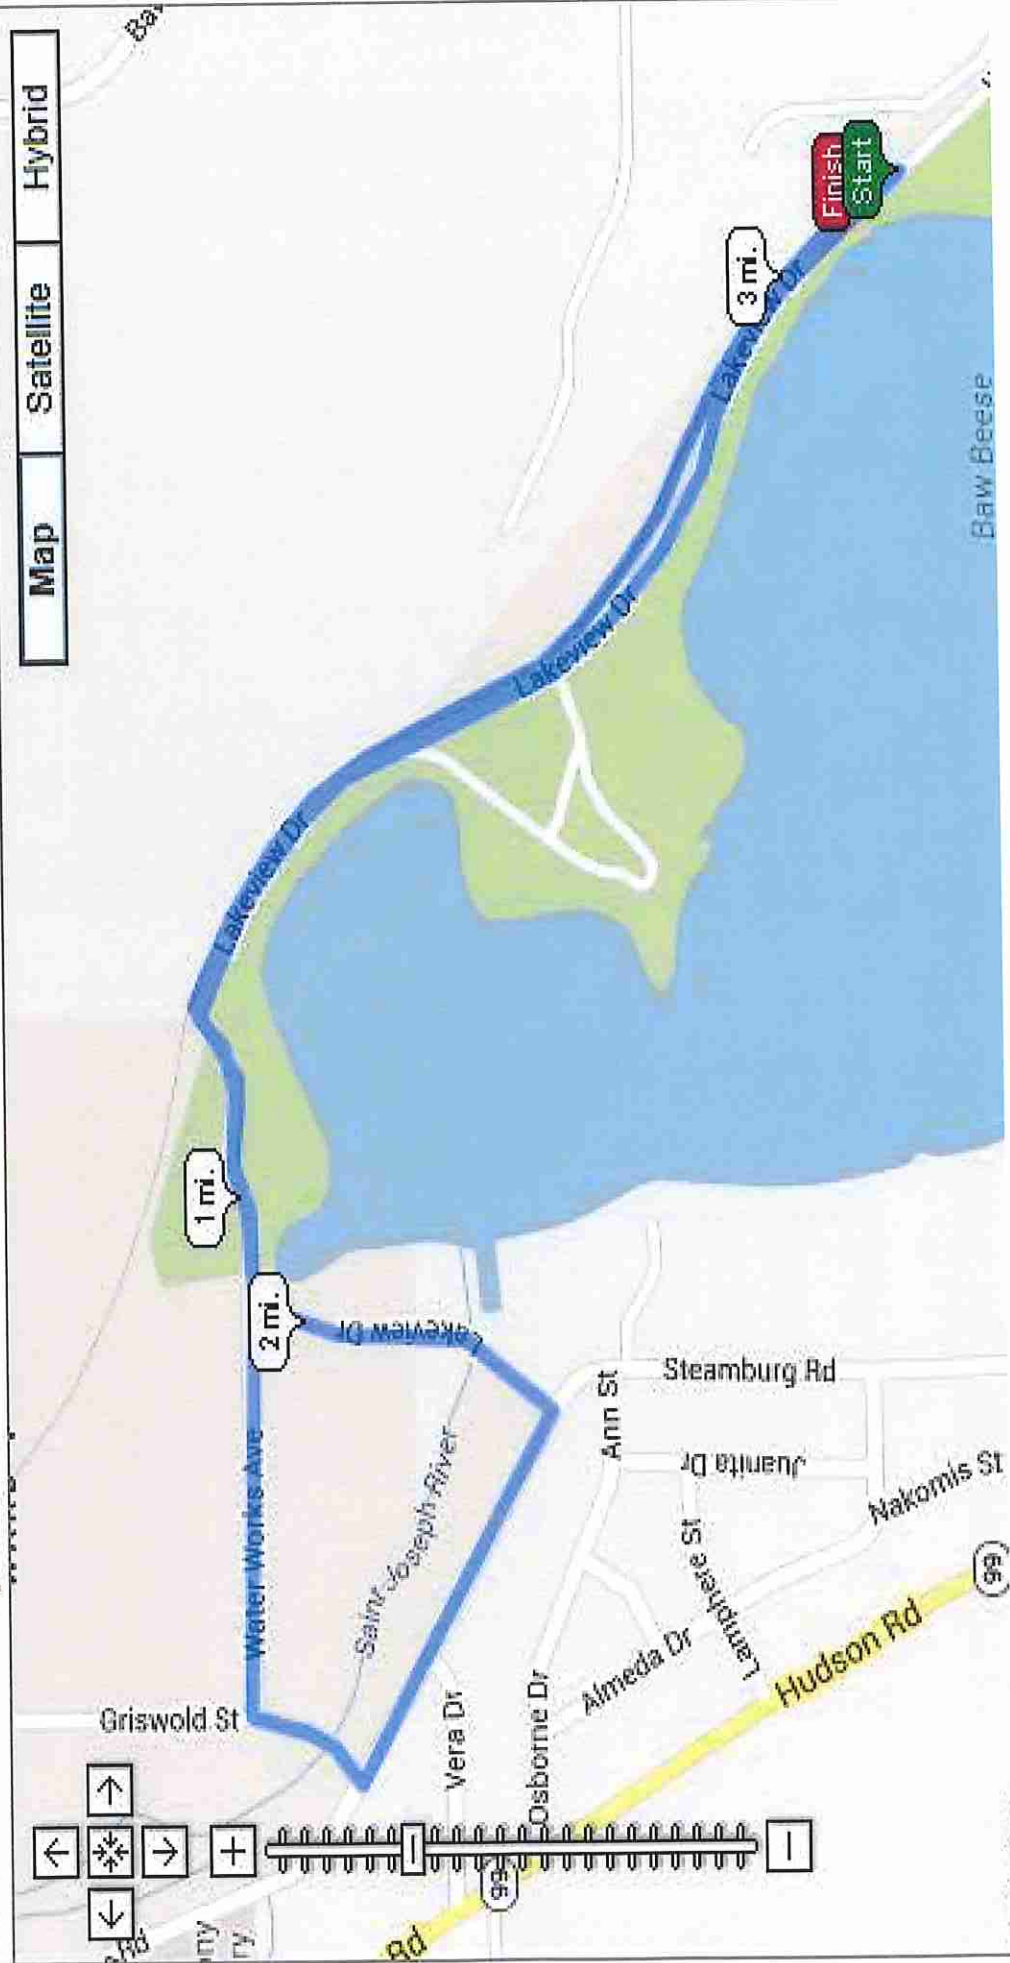 Map
Satellite
Hybrid
Finish
Start
3 mi.
Lakeview Dr
Lakeview Dr
Lakeview Dr
Baw Beese
1 mi.
2 mi.
Lakeview Dr
Water Works Ave
Saint Joseph River
Griswold St
Steamburg Rd
Ann St
Juanita Dr
Nakomis St
Lamphere St
Almeda Dr
Hudson Rd
99
Vera Dr
Osborne Dr
99
Rd
Rd